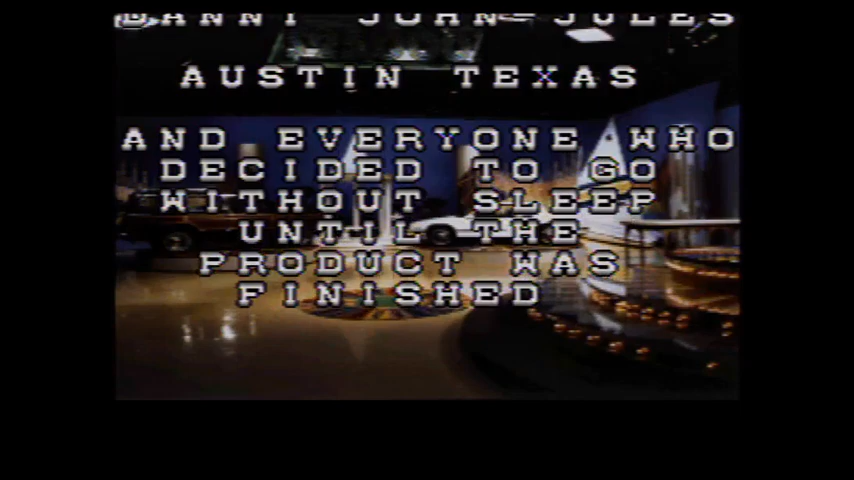 DANNY JOHN-JULES
AUSTIN TEXAS
AND EVERYONE WHO
DECIDED TO GO
WITHOUT SLEEP
UNTIL THE
PRODUCT WAS
FINISHED